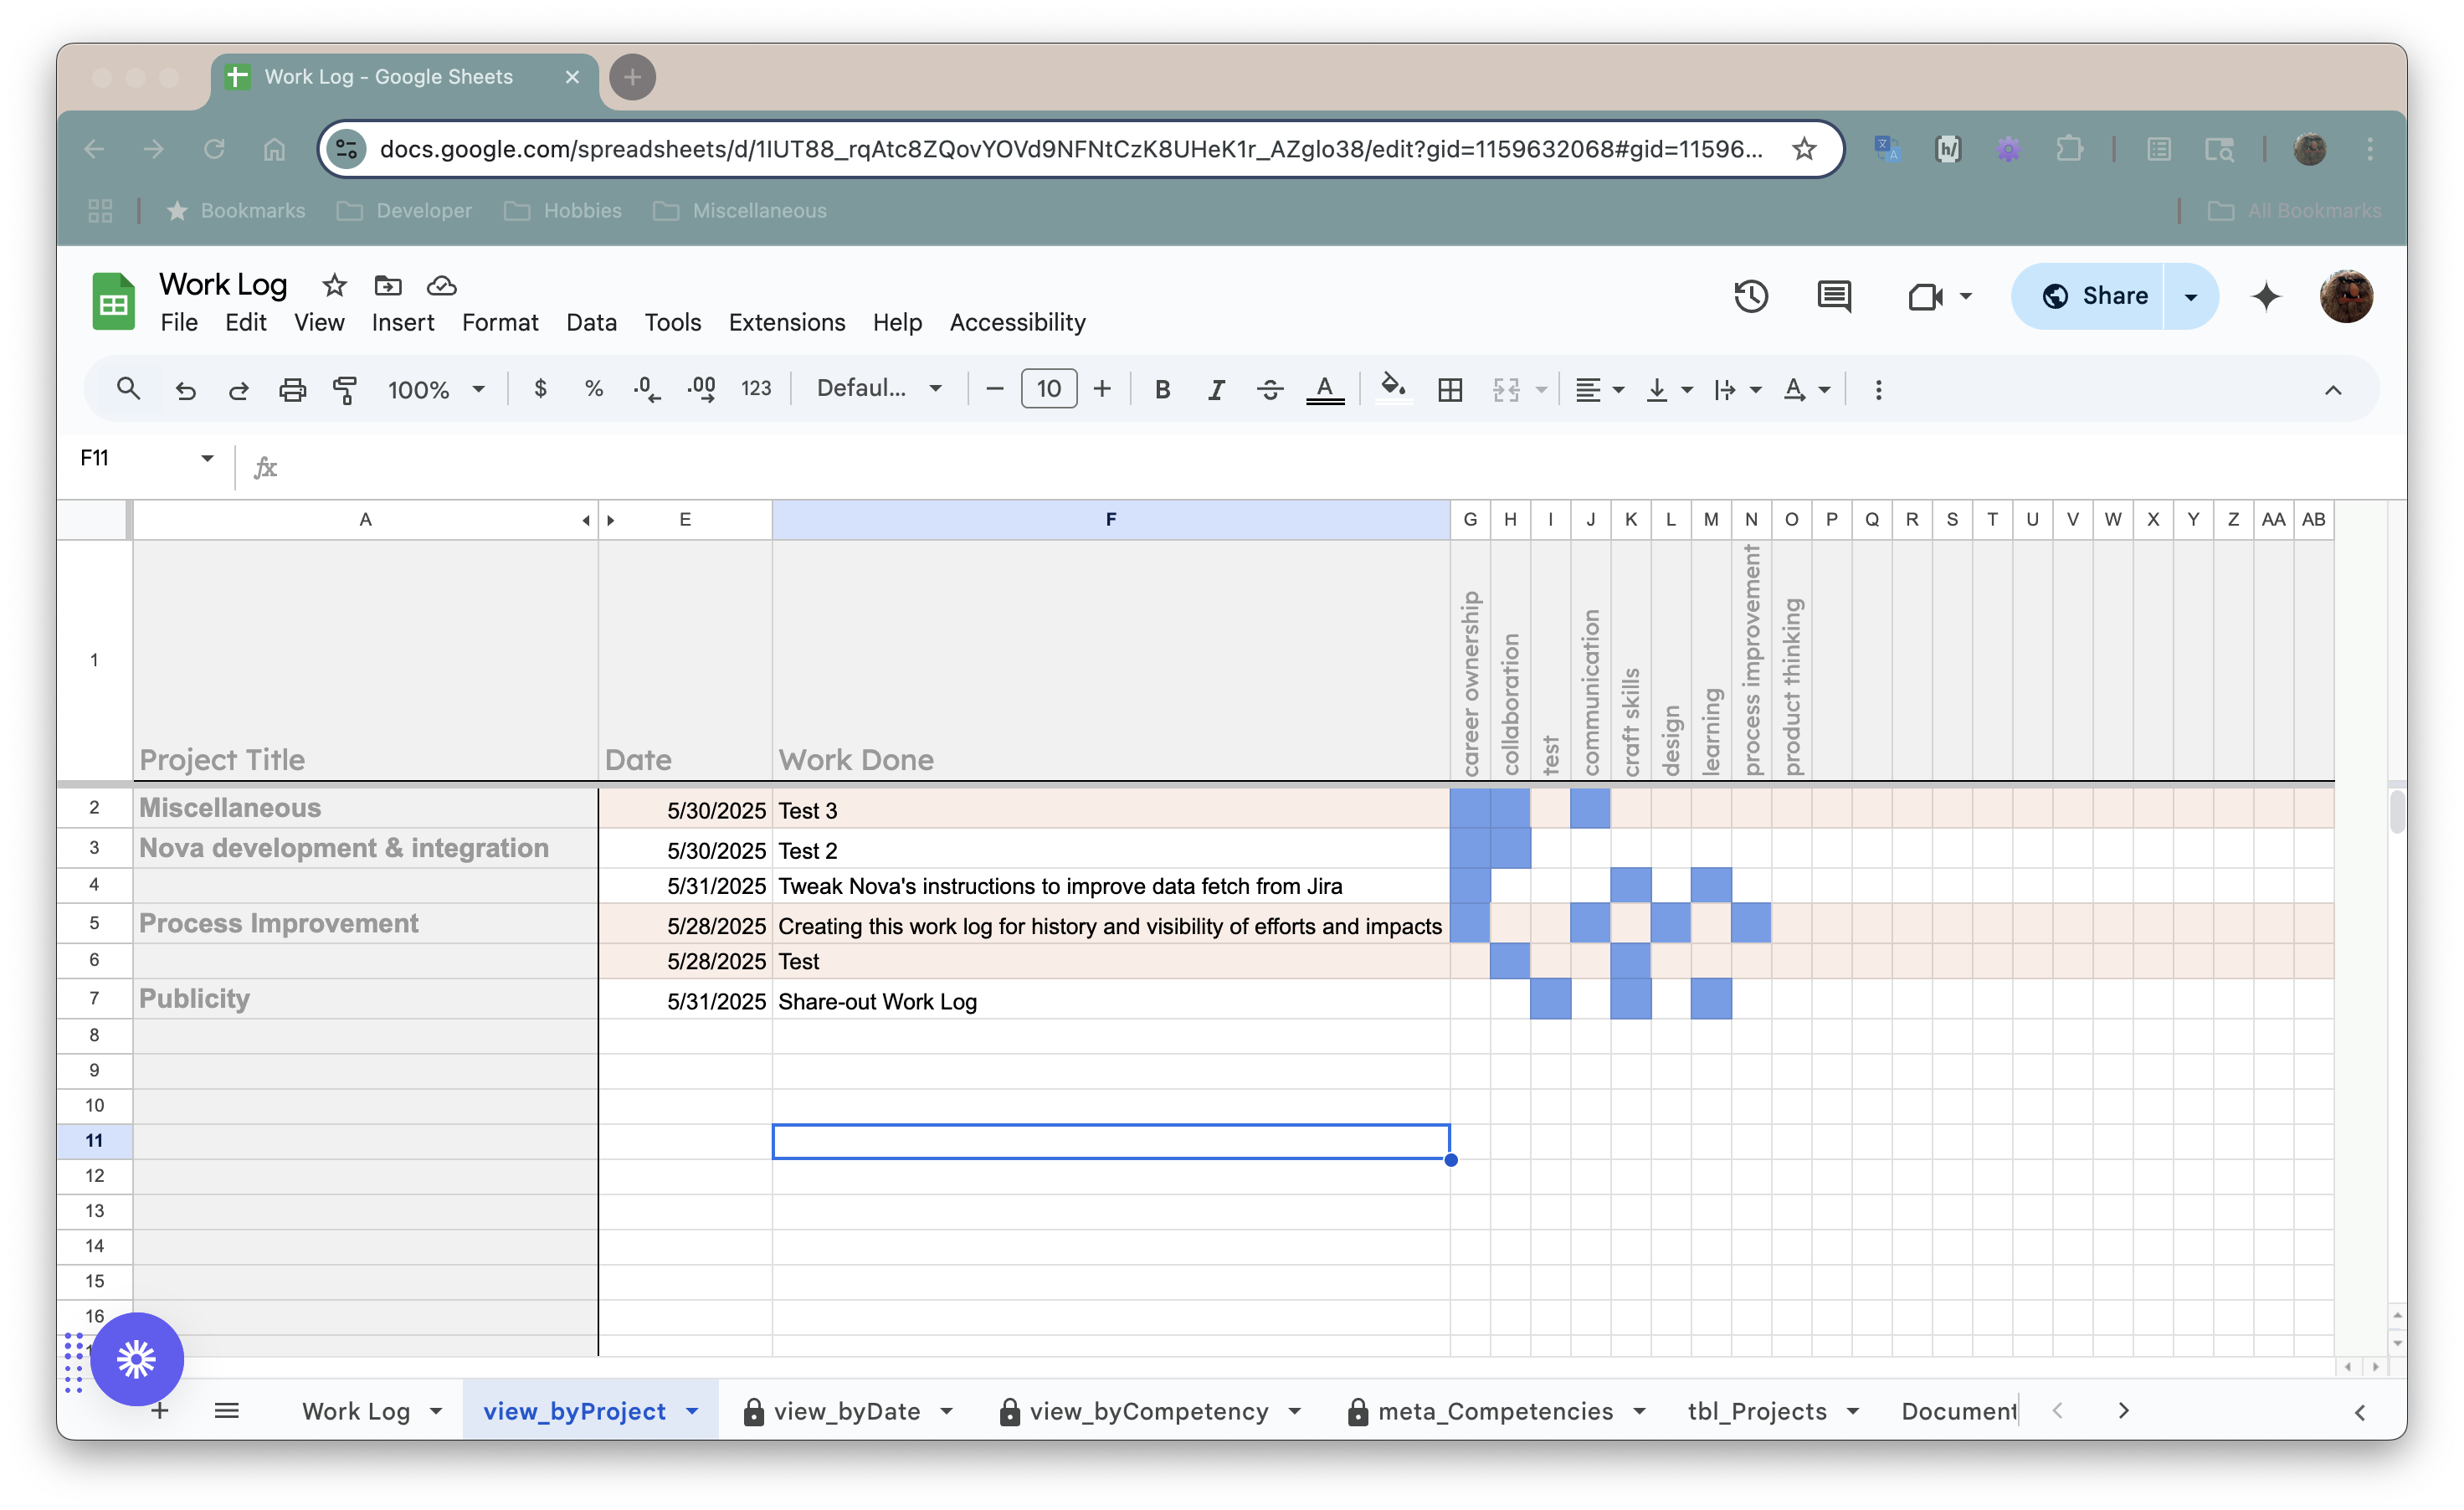 Work Log - Google Sheets
docs.google.com/spreadsheets/d/1IUT88_rqAtc8ZQovYOVd9NFNtCzK8UHeK1r_AZglo38/edit?gid=1159632068#gid=11596...
Bookmarks Developer Hobbies Miscellaneous All Bookmarks
Work Log
Share
File Edit View Insert Format Data Tools Extensions Help Accessibility
100% $ % .0 .00 123 Defaul... 10 B I A
F11 fx
A E F G H I J K L M N O P Q R S T U V W X Y Z AA AB
1 Project Title Date Work Done career ownership collaboration test communication craft skills design learning process improvement product thinking
2 Miscellaneous 5/30/2025 Test 3
3 Nova development & integration 5/30/2025 Test 2
4 5/31/2025 Tweak Nova's instructions to improve data fetch from Jira
5 Process Improvement 5/28/2025 Creating this work log for history and visibility of efforts and impacts
6 5/28/2025 Test
7 Publicity 5/31/2025 Share-out Work Log
8
9
10
11
12
13
14
15
16
Work Log view_byProject view_byDate view_byCompetency meta_Competencies tbl_Projects Document